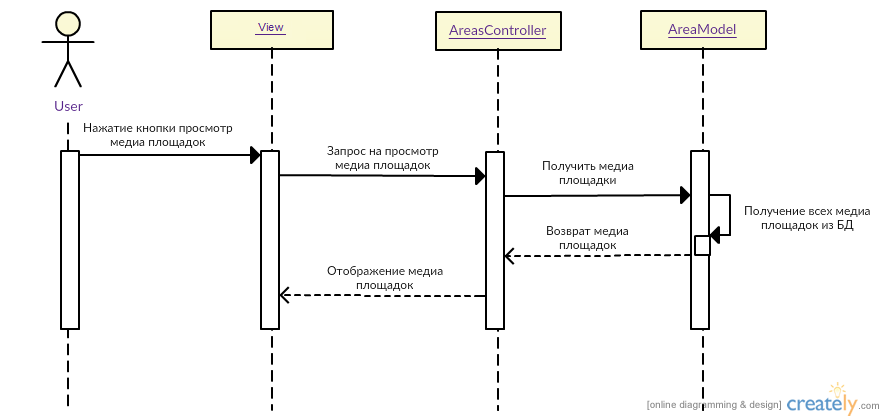 View
AreasController
AreaModel
User
Нажатие кнопки просмотр
медиа площадок
Запрос на просмотр
медиа площадок
Получить медиа
площадки
Получение всех медиа
площадок из БД
Возврат медиа
площадок
Отображение медиа
площадок
[online diagramming & design] creately.com